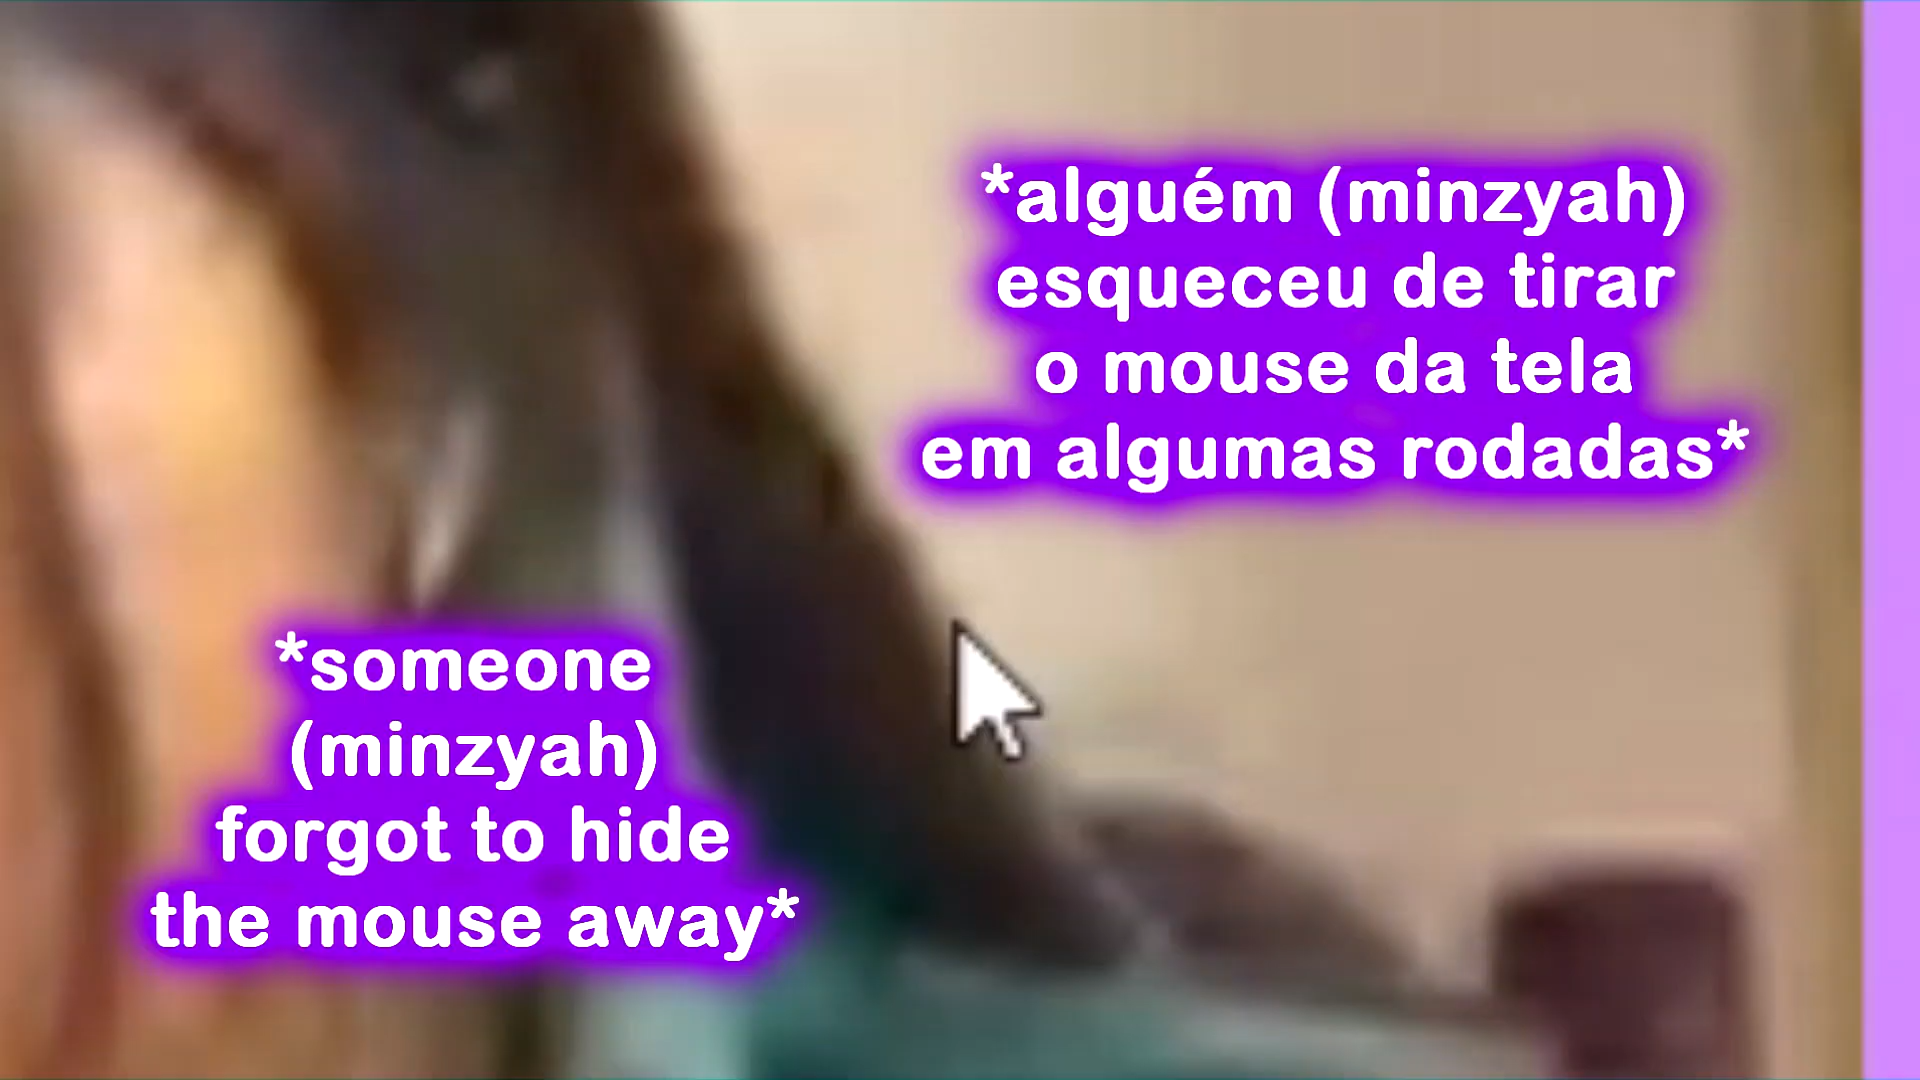 *alguém (minzyah)
esqueceu de tirar
o mouse da tela
em algumas rodadas*
*someone
(minzyah)
forgot to hide
the mouse away*